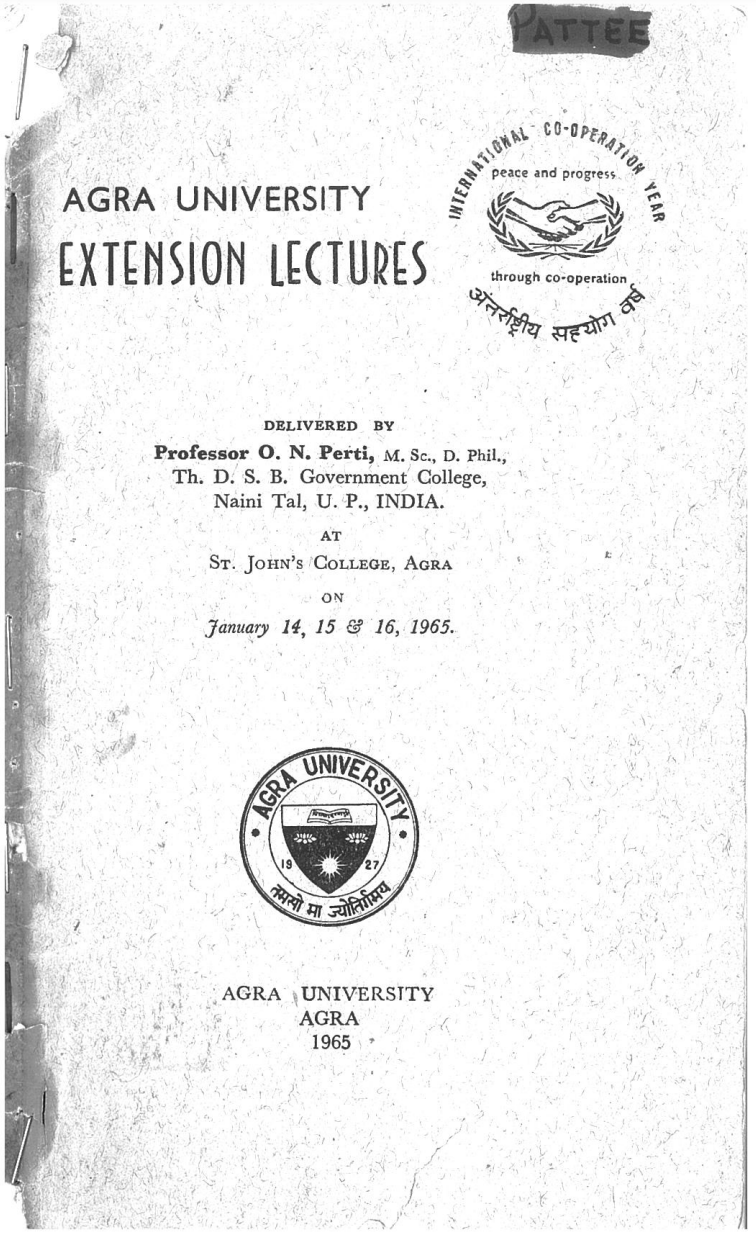 PATTEE
INTERNATIONAL CO-OPERATION YEAR
peace and progress
through co-operation
अंतर्राष्ट्रीय सहयोग वर्ष
AGRA UNIVERSITY
EXTENSION LECTURES
DELIVERED BY
Professor O. N. Perti, M. Sc., D. Phil.,
Th. D. S. B. Government College,
Naini Tal, U. P., INDIA.
AT
ST. JOHN'S COLLEGE, AGRA
ON
January 14, 15 & 16, 1965.
AGRA UNIVERSITY
19 27
तमसो मा ज्योतिर्गमय
AGRA UNIVERSITY
AGRA
1965